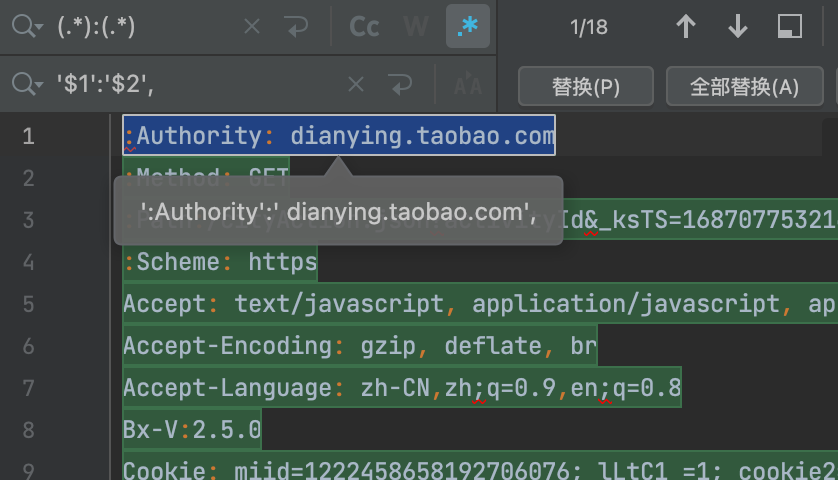 (.*):(.*) Cc W .* 1/18
'$1':'$2', 替换(P) 全部替换(A)
1 :Authority: dianying.taobao.com
2 :Method: GET
':Authority':' dianying.taobao.com',
3 Id&_ksTS=16870775321
4 :Scheme: https
5 Accept: text/javascript, application/javascript, ap
6 Accept-Encoding: gzip, deflate, br
7 Accept-Language: zh-CN,zh;q=0.9,en;q=0.8
8 Bx-V:2.5.0
9 Cookie: miid=1222458658192706076; lLtC1_=1; cookie2